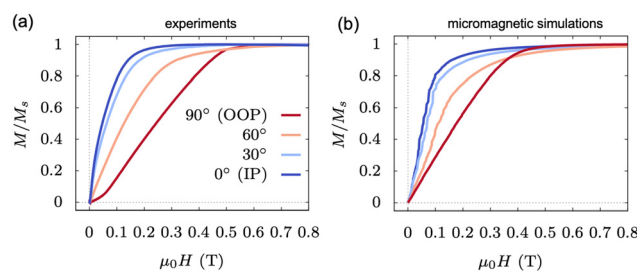 (a) experiments
M/Mₛ
1
0.8
0.6
0.4
0.2
0
90° (OOP)
60°
30°
0° (IP)
0 0.1 0.2 0.3 0.4 0.5 0.6 0.7 0.8
μ₀H (T)
(b) micromagnetic simulations
M/Mₛ
1
0.8
0.6
0.4
0.2
0
0 0.1 0.2 0.3 0.4 0.5 0.6 0.7 0.8
μ₀H (T)